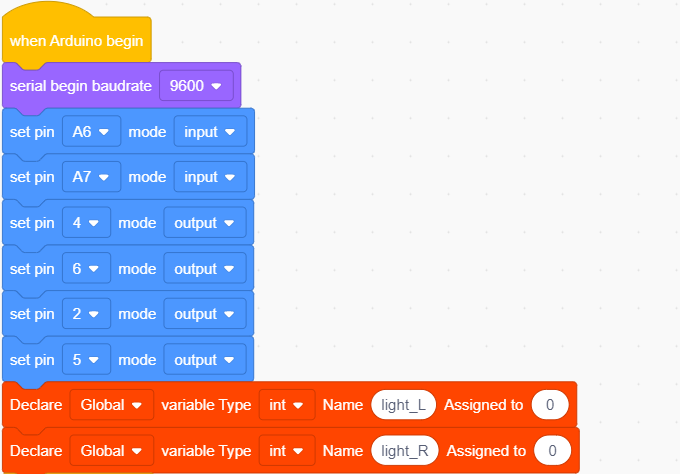 when Arduino begin
serial begin baudrate 9600
set pin A6 mode input
set pin A7 mode input
set pin 4 mode output
set pin 6 mode output
set pin 2 mode output
set pin 5 mode output
Declare Global variable Type int Name light_L Assigned to 0
Declare Global variable Type int Name light_R Assigned to 0